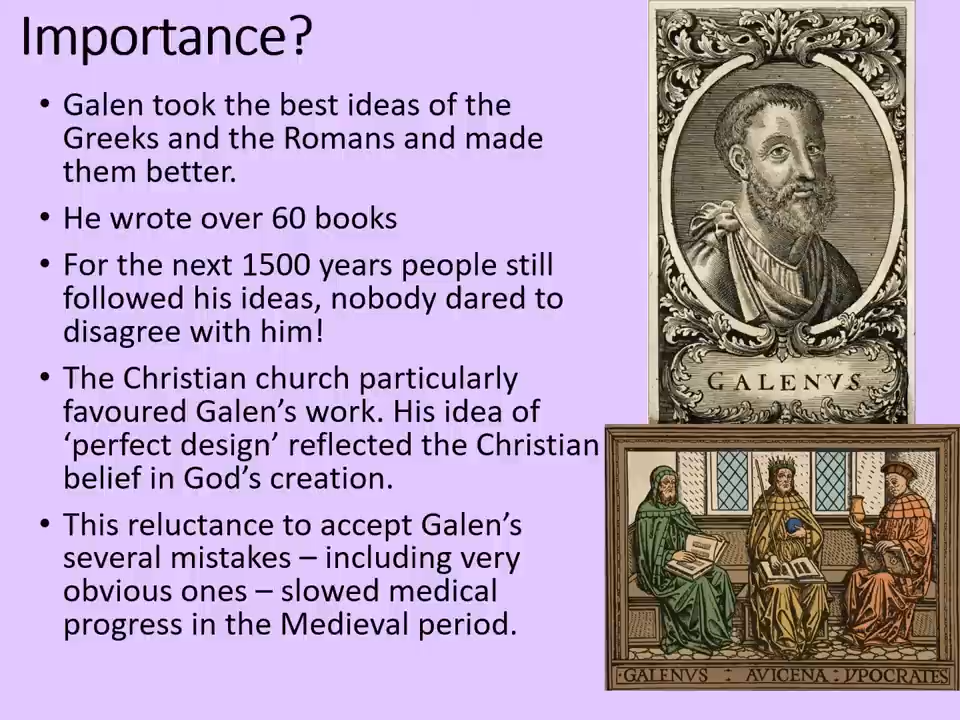 Importance?
• Galen took the best ideas of the
Greeks and the Romans and made
them better.
• He wrote over 60 books
• For the next 1500 years people still
followed his ideas, nobody dared to
disagree with him!
• The Christian church particularly
favoured Galen’s work. His idea of
‘perfect design’ reflected the Christian
belief in God’s creation.
• This reluctance to accept Galen’s
several mistakes – including very
obvious ones – slowed medical
progress in the Medieval period.
GALENVS
·GALENVS : AVICENA : YPOCRATES